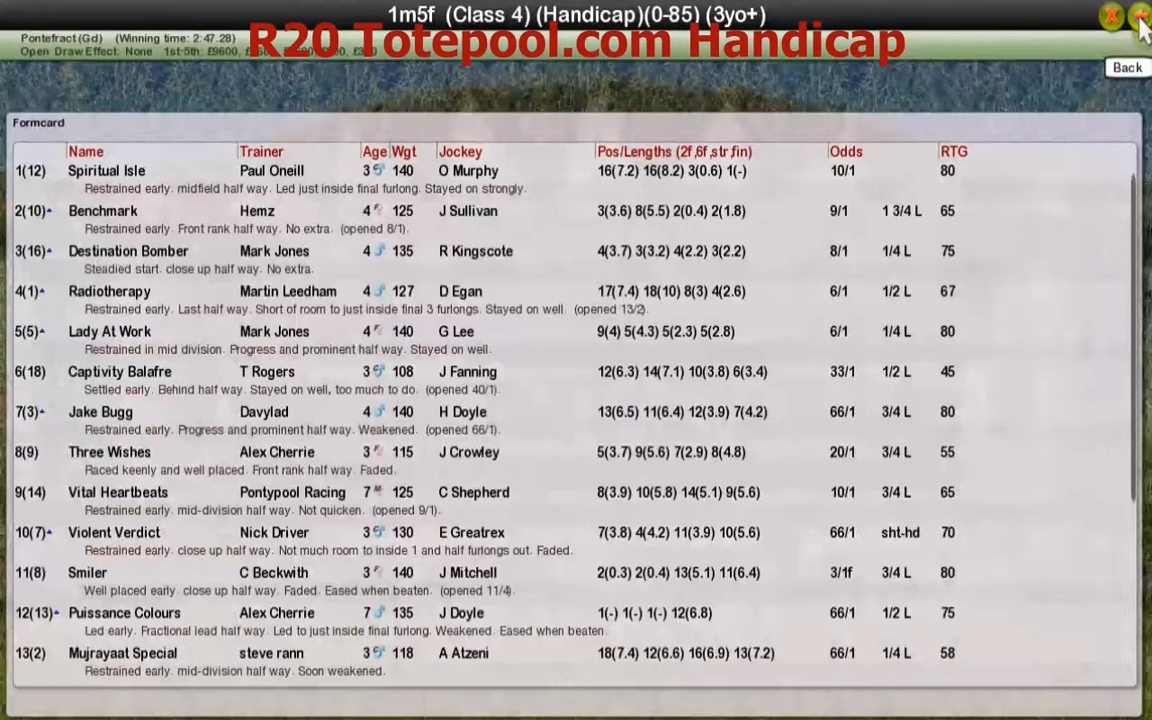 1m5f (Class 4) (Handicap)(0-85) (3yo+)
Pontefract(Gd) (Winning time: 2:47.28)
R20 Totepool.com Handicap
Open Draw Effect. None 1st-5th: £9600,
Back
Formcard
Name Trainer Age Wgt Jockey Pos/Lengths (2f,6f,str,fin) Odds RTG
1(12) Spiritual Isle Paul Oneill 3 140 O Murphy 16(7.2) 16(8.2) 3(0.6) 1(-) 10/1 80
Restrained early. midfield half way. Led just inside final furlong. Stayed on strongly.
2(10) Benchmark Hemz 4 125 J Sullivan 3(3.6) 8(5.5) 2(0.4) 2(1.8) 9/1 1 3/4 L 65
Restrained early. Front rank half way. No extra. (opened 8/1).
3(16) Destination Bomber Mark Jones 4 135 R Kingscote 4(3.7) 3(3.2) 4(2.2) 3(2.2) 8/1 1/4 L 75
Steadied start. close up half way. No extra.
4(1) Radiotherapy Martin Leedham 4 127 D Egan 17(7.4) 18(10) 8(3) 4(2.6) 6/1 1/2 L 67
Restrained early. Last half way. Short of room to just inside final 3 furlongs. Stayed on well. (opened 13/2).
5(5) Lady At Work Mark Jones 4 140 G Lee 9(4) 5(4.3) 5(2.3) 5(2.8) 6/1 1/4 L 80
Restrained in mid division. Progress and prominent half way. Stayed on well.
6(18) Captivity Balafre T Rogers 3 108 J Fanning 12(6.3) 14(7.1) 10(3.8) 6(3.4) 33/1 1/2 L 45
Settled early. Behind half way. Stayed on well, too much to do. (opened 40/1).
7(3) Jake Bugg Davylad 4 140 H Doyle 13(6.5) 11(6.4) 12(3.9) 7(4.2) 66/1 3/4 L 80
Restrained early. Progress and prominent half way. Weakened. (opened 66/1).
8(9) Three Wishes Alex Cherrie 3 115 J Crowley 5(3.7) 9(5.6) 7(2.9) 8(4.8) 20/1 3/4 L 55
Raced keenly and well placed. Front rank half way. Faded.
9(14) Vital Heartbeats Pontypool Racing 7 125 C Shepherd 8(3.9) 10(5.8) 14(5.1) 9(5.6) 10/1 3/4 L 65
Restrained early. mid-division half way. Not quicken. (opened 9/1).
10(7) Violent Verdict Nick Driver 3 130 E Greatrex 7(3.8) 4(4.2) 11(3.9) 10(5.6) 66/1 sht-hd 70
Restrained early. close up half way. Not much room to inside 1 and half furlongs out. Faded.
11(8) Smiler C Beckwith 3 140 J Mitchell 2(0.3) 2(0.4) 13(5.1) 11(6.4) 3/1f 3/4 L 80
Well placed early. close up half way. Faded. Eased when beaten. (opened 11/4).
12(13) Puissance Colours Alex Cherrie 7 135 J Doyle 1(-) 1(-) 1(-) 12(6.8) 66/1 1/2 L 75
Led early. Fractional lead half way. Led to just inside final furlong. Weakened. Eased when beaten.
13(2) Mujrayaat Special steve rann 3 118 A Atzeni 18(7.4) 12(6.6) 16(6.9) 13(7.2) 66/1 1/4 L 58
Restrained early. mid-division half way. Soon weakened.